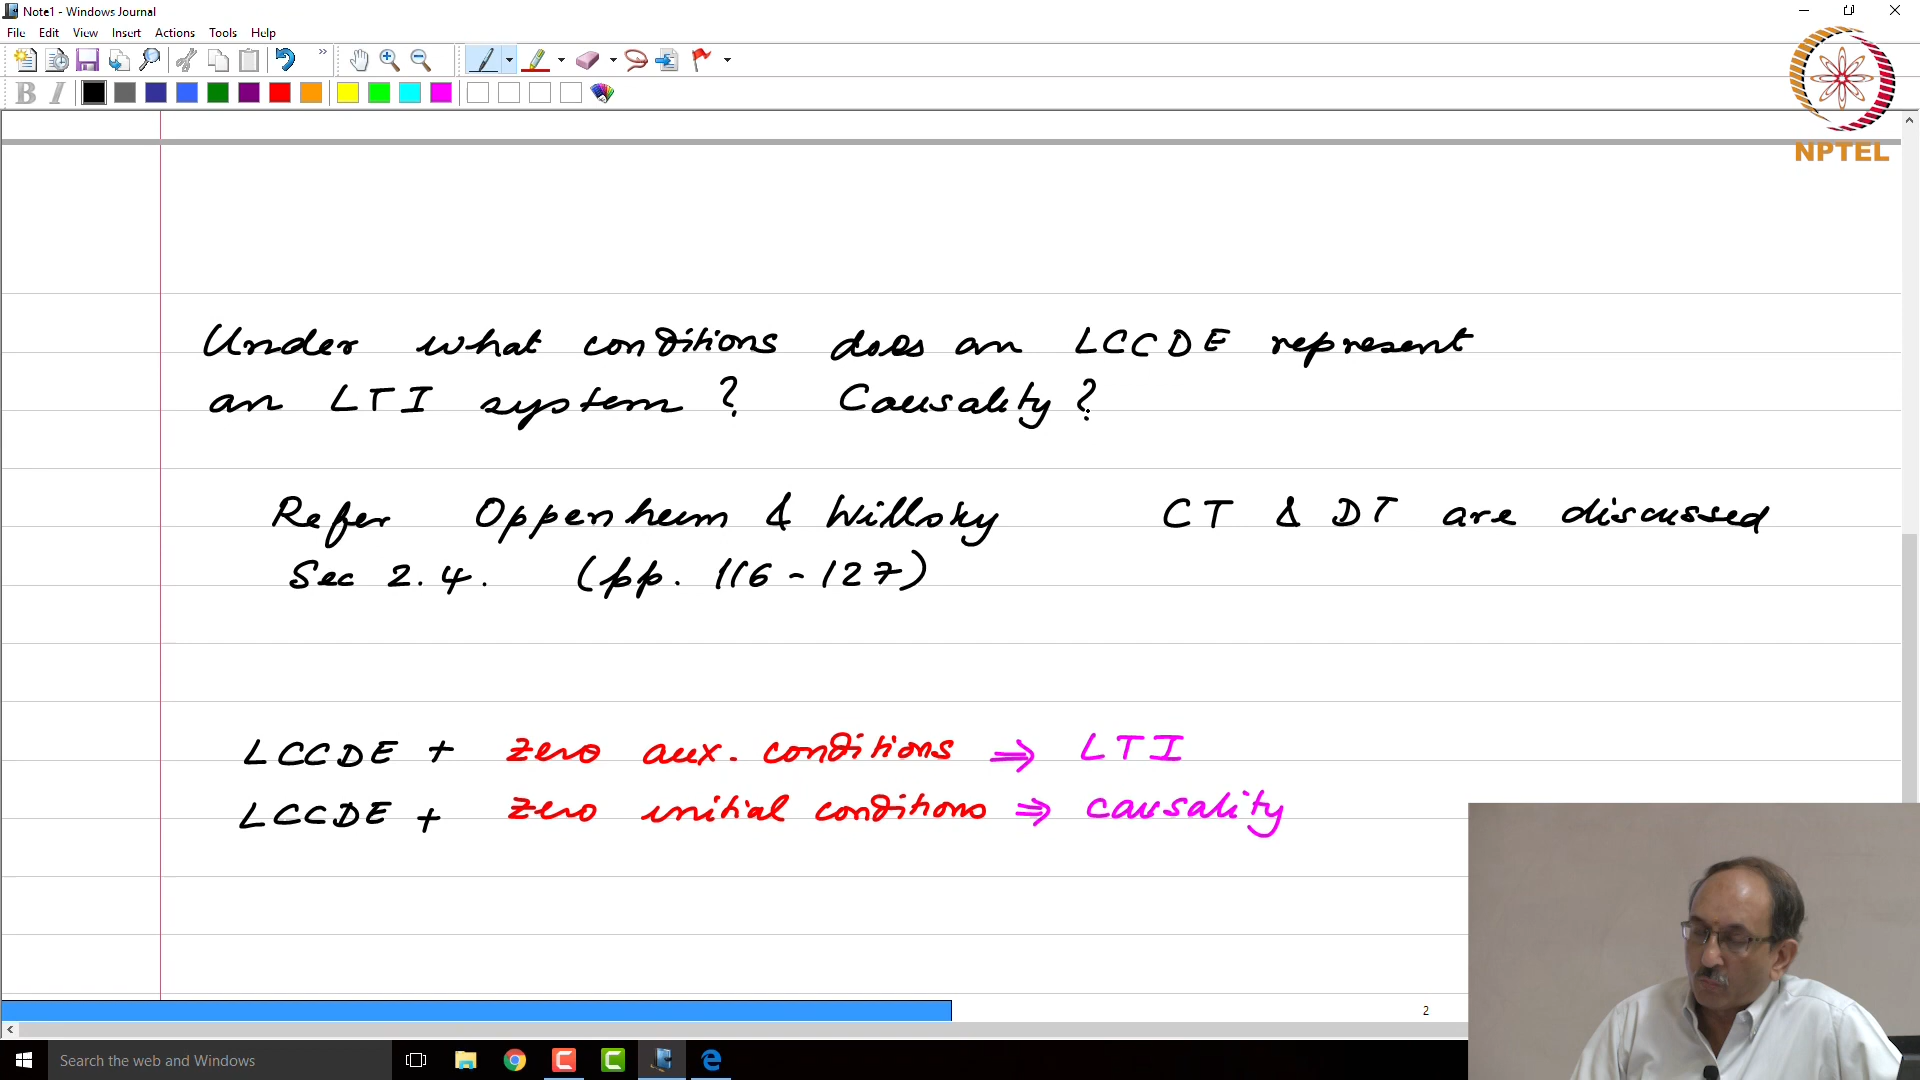 Note1 - Windows Journal
File Edit View Insert Actions Tools Help
NPTEL
Under what conditions does an LCCDE represent
an LTI system ? Causality ?
Refer Oppenheim & Willsky CT & DT are discussed
Sec 2.4. (pp. 116 - 127)
LCCDE + zero aux. conditions ⇒ LTI
LCCDE + zero initial conditions ⇒ causality
2
Search the web and Windows